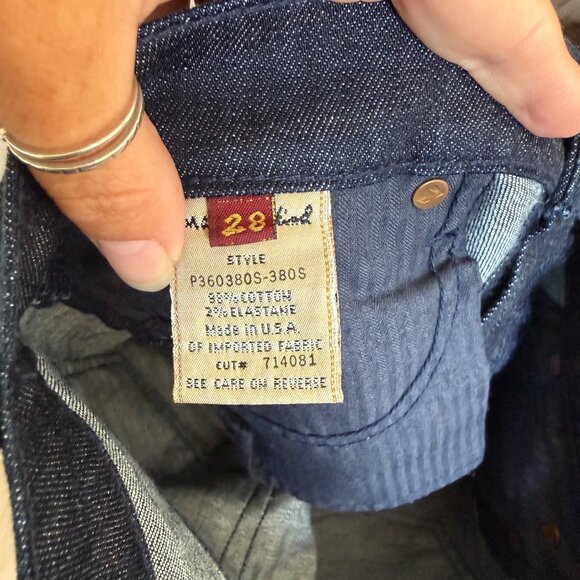 28
STYLE
P360380S-380S
98% COTTON
2% ELASTANE
Made in U.S.A.
OF IMPORTED FABRIC
CUT# 714081
SEE CARE ON REVERSE